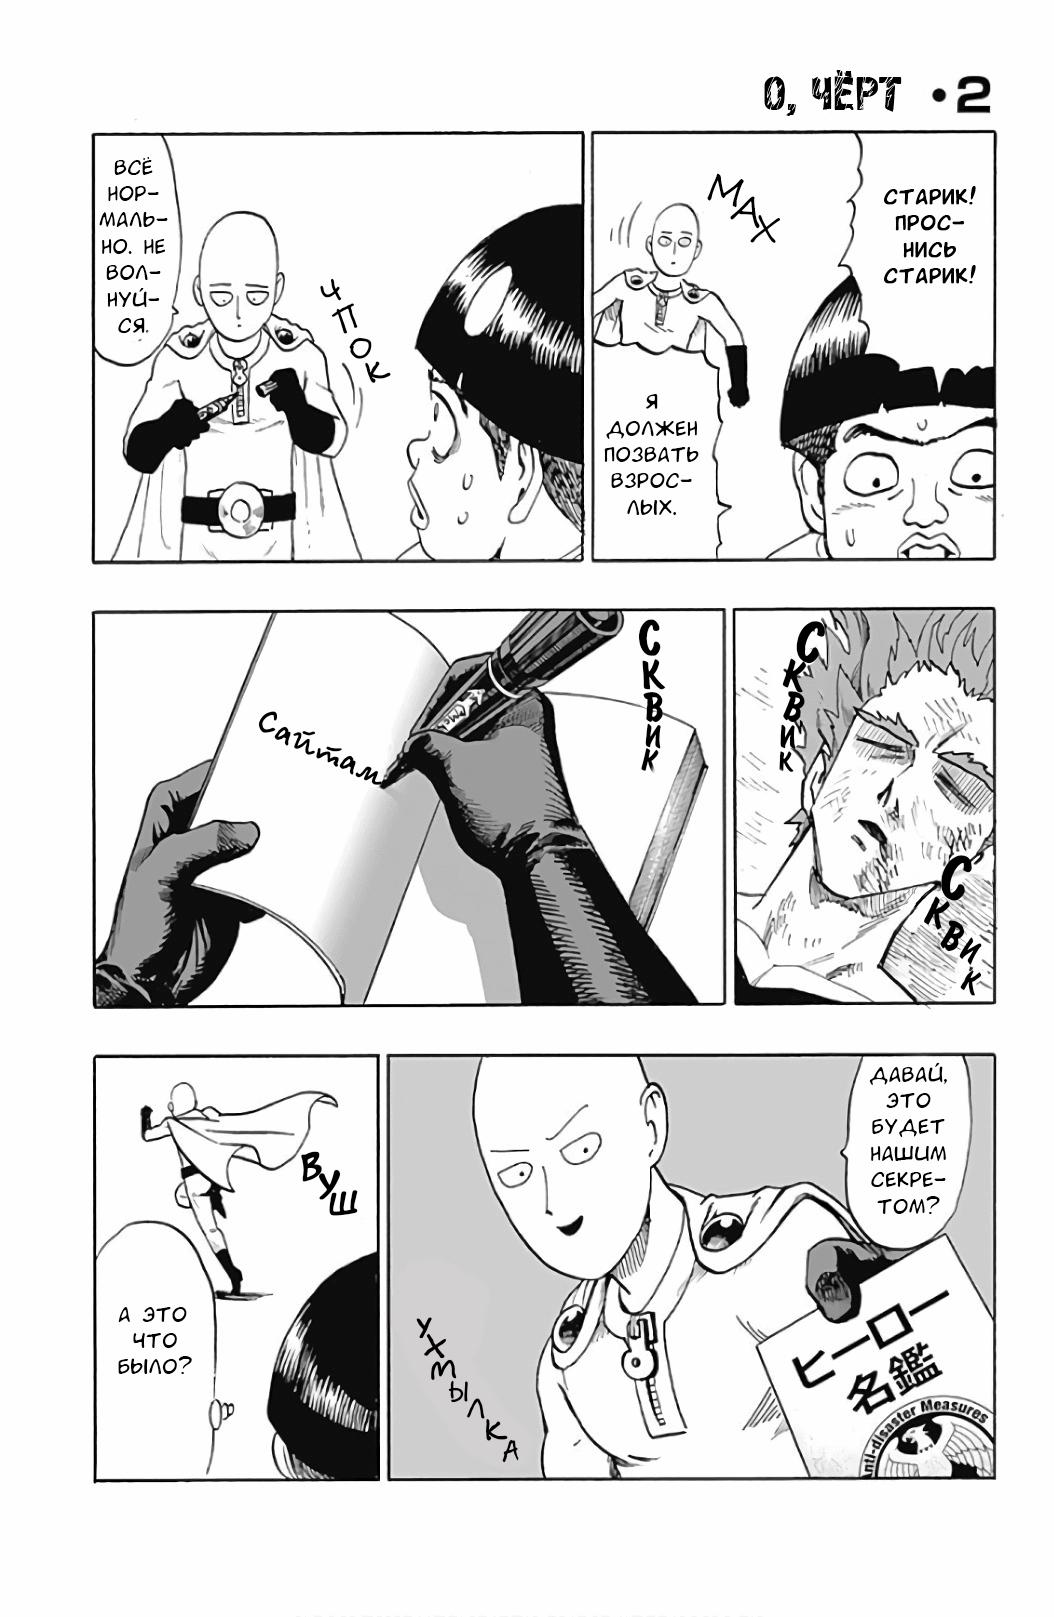 О, ЧЁРТ •2
СТАРИК!
ПРОС-
НИСЬ
СТАРИК!
МАХ
Я
ДОЛЖЕН
ПОЗВАТЬ
ВЗРОС-
ЛЫХ.
ВСЁ
НОР-
МАЛЬ-
НО. НЕ
ВОЛ-
НУЙ-
СЯ.
ЧПОК
СКВИК
СКВИК
СКВИК
Сайтам
ДАВАЙ,
ЭТО
БУДЕТ
НАШИМ
СЕКРЕ-
ТОМ?
УХМЫЛКА
ヒーロー
名鑑
Anti-disaster Measures
ВУШ
А ЭТО
ЧТО
БЫЛО?